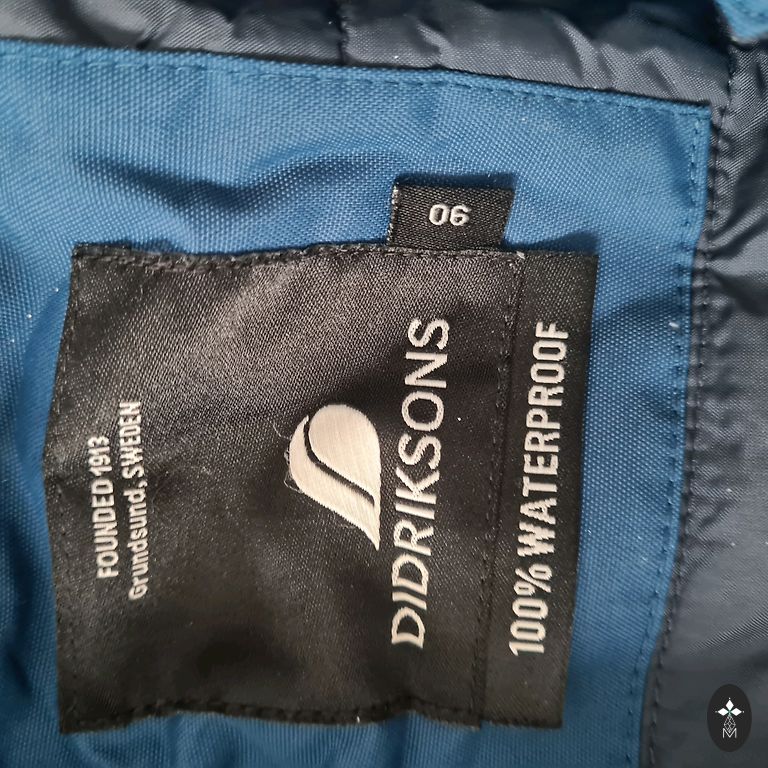 FOUNDED 1913
Grundsund, SWEDEN
DIDRIKSONS
100% WATERPROOF
90
M